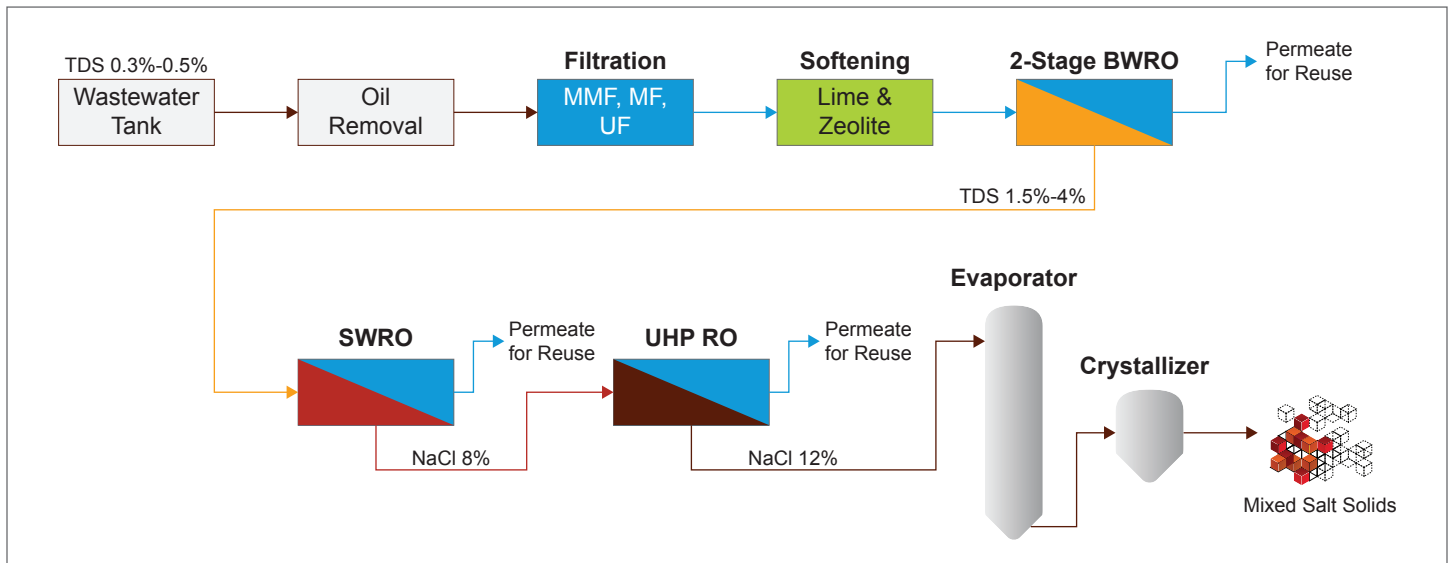 TDS 0.3%-0.5%
Wastewater
Tank
Oil
Removal
Filtration
MMF, MF,
UF
Softening
Lime &
Zeolite
2-Stage BWRO
Permeate
for Reuse
TDS 1.5%-4%
SWRO
Permeate
for Reuse
NaCl 8%
UHP RO
Permeate
for Reuse
NaCl 12%
Evaporator
Crystallizer
Mixed Salt Solids